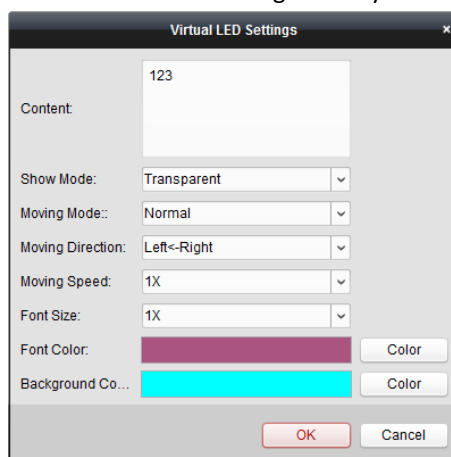 Virtual LED Settings ×
Content: 123
Show Mode: Transparent
Moving Mode:: Normal
Moving Direction: Left<-Right
Moving Speed: 1X
Font Size: 1X
Font Color: Color
Background Co... Color
OK Cancel